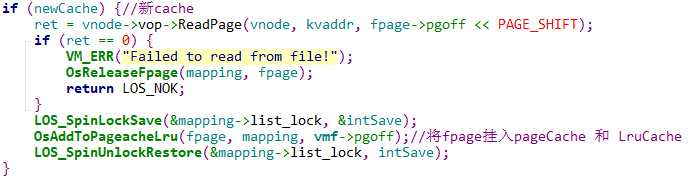 if (newCache) {//新cache
ret = vnode->vop->ReadPage(vnode, kvaddr, fpage->pgoff << PAGE_SHIFT);
if (ret == 0) {
VM_ERR("Failed to read from file!");
OsReleaseFpage(mapping, fpage);
return LOS_NOK;
}
LOS_SpinLockSave(&mapping->list_lock, &intSave);
OsAddToPageacheLru(fpage, mapping, vmf->pgoff);//将fpage挂入pageCache 和 LruCache
LOS_SpinUnlockRestore(&mapping->list_lock, intSave);
}